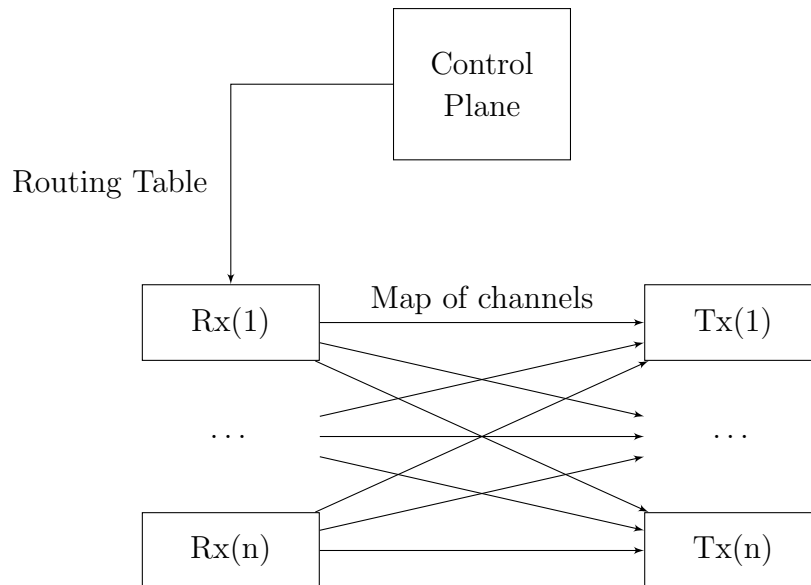 Control
Plane
Routing Table
Map of channels
Rx(1)
Tx(1)
...
...
Rx(n)
Tx(n)